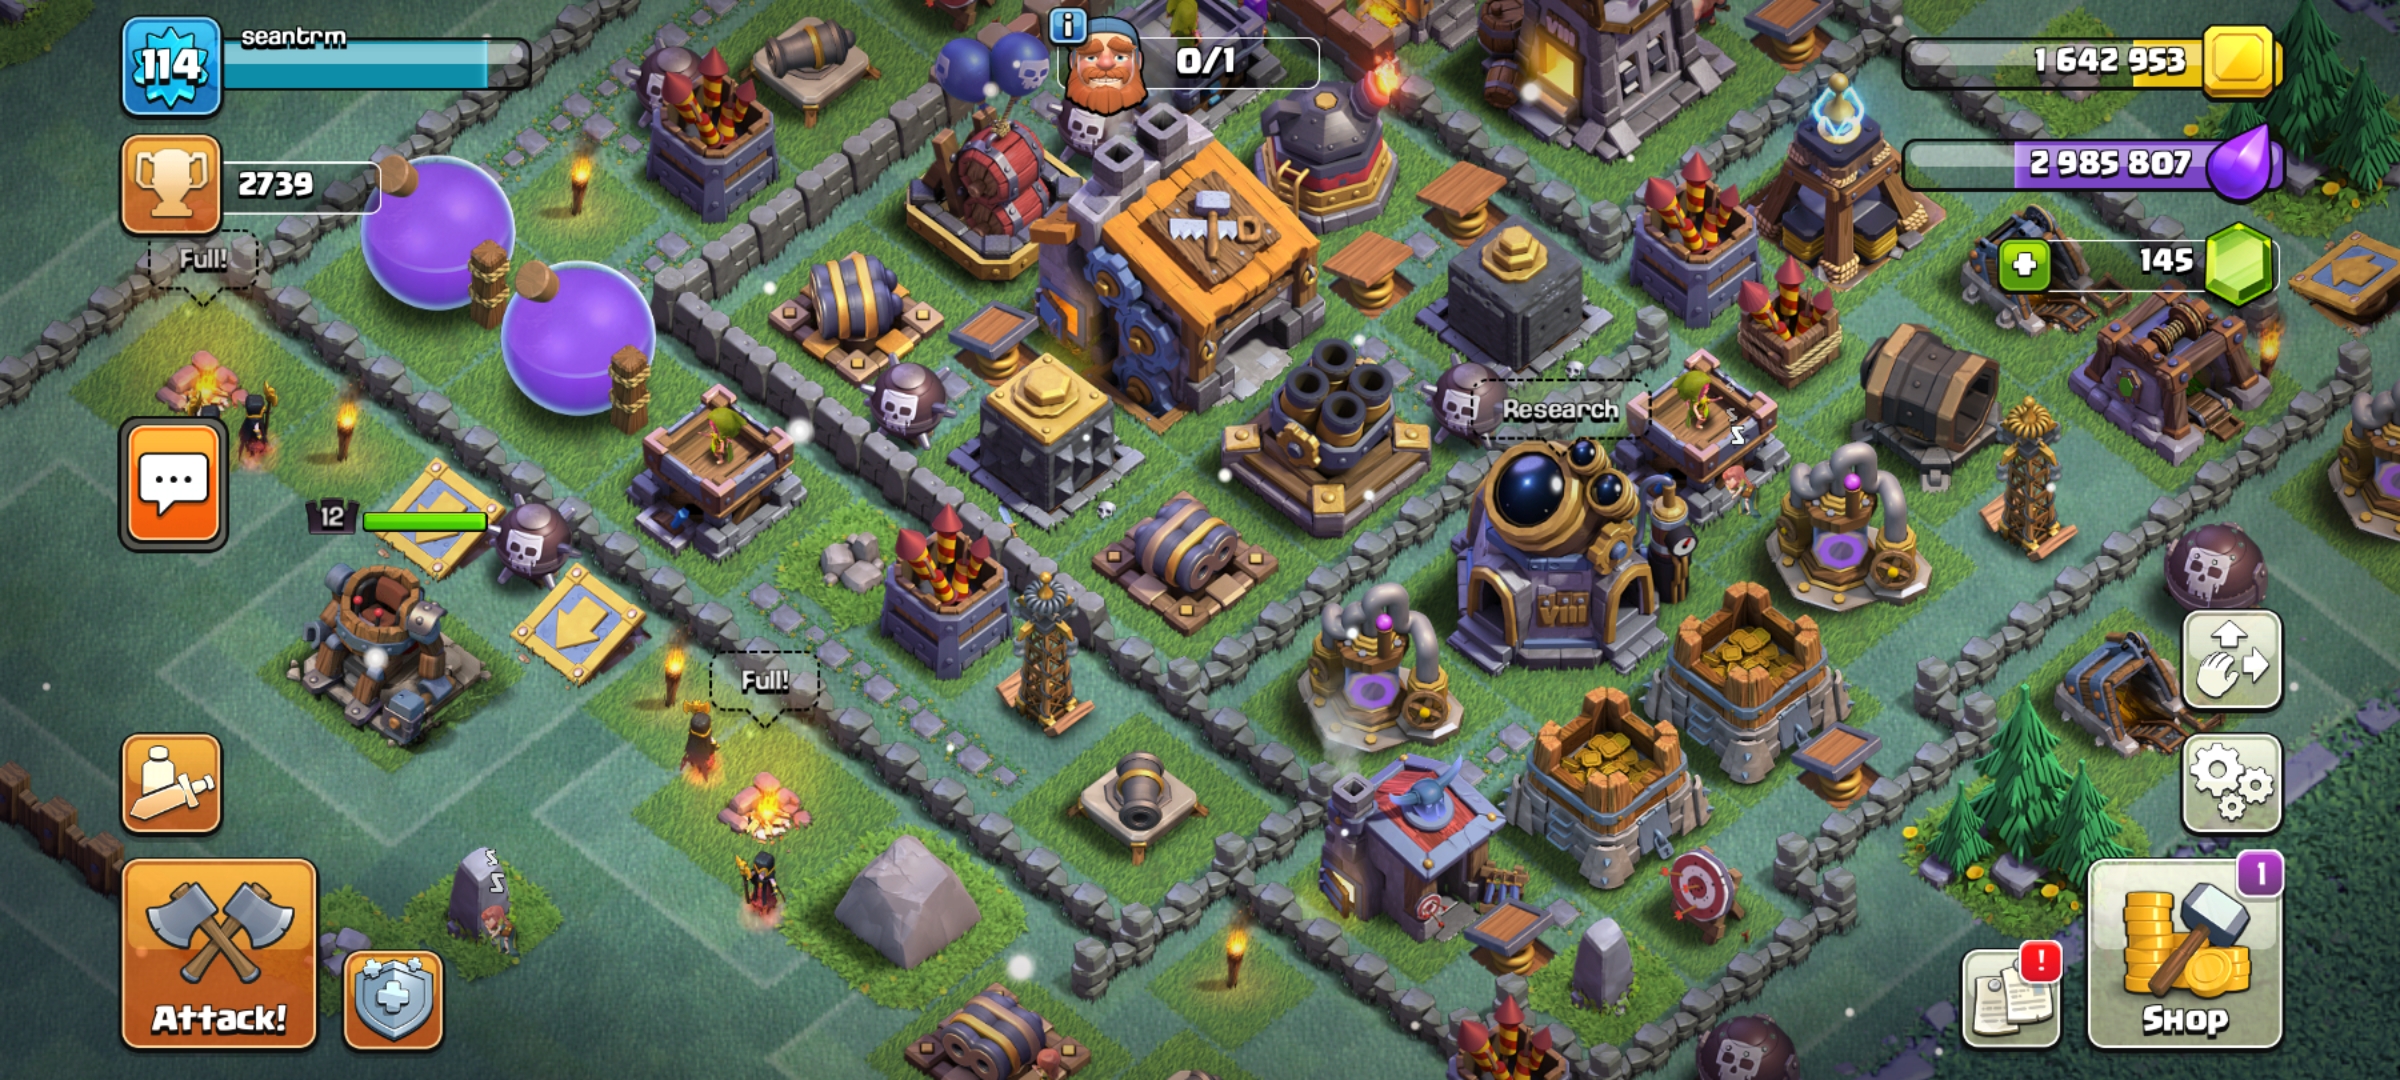 114
seantrm
0/1
1 642 953
2739
2 985 807
Full!
145
Research
12
VIII
Full!
1
Attack!
!
Shop